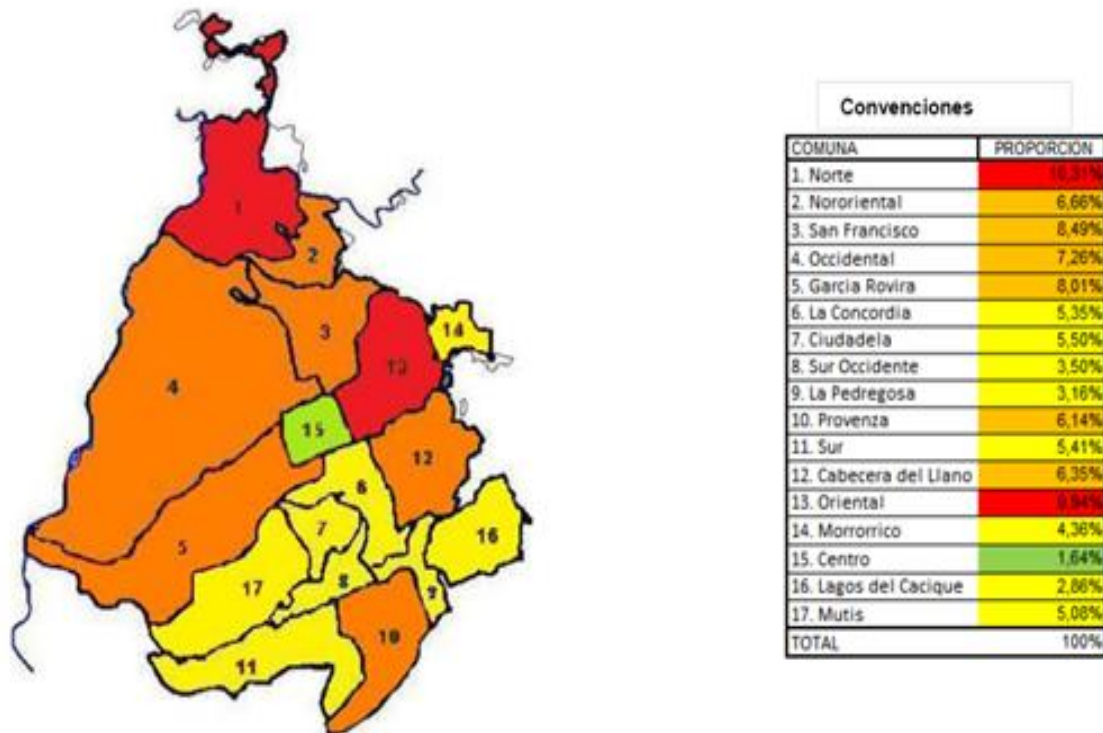 1
2
3
14
13
4
15
12
6
7
16
5
17
8
9
10
11
Convenciones
COMUNA PROPORCION
1. Norte 10,31%
2. Nororiental 6,66%
3. San Francisco 8,49%
4. Occidental 7,26%
5. Garcia Rovira 8,01%
6. La Concordia 5,35%
7. Ciudadela 5,50%
8. Sur Occidente 3,50%
9. La Pedregosa 3,16%
10. Provenza 6,14%
11. Sur 5,41%
12. Cabecera del Llano 6,35%
13. Oriental 9,94%
14. Morrorrico 4,36%
15. Centro 1,64%
16. Lagos del Cacique 2,86%
17. Mutis 5,08%
TOTAL 100%